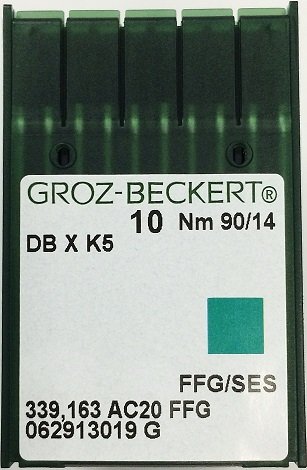 GROZ-BECKERT®
10 Nm 90/14
DB X K5
FFG/SES
339,163 AC20 FFG
062913019 G